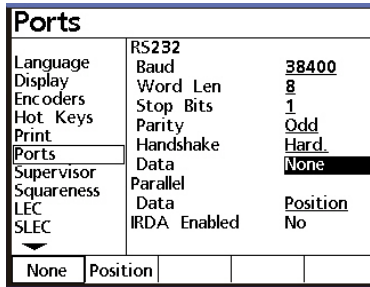 Ports
Language
Display
Encoders
Hot Keys
Print
Ports
Supervisor
Squareness
LEC
SLEC
RS232
Baud 38400
Word Len 8
Stop Bits 1
Parity Odd
Handshake Hard.
Data None
Parallel
Data Position
IRDA Enabled No
None Position